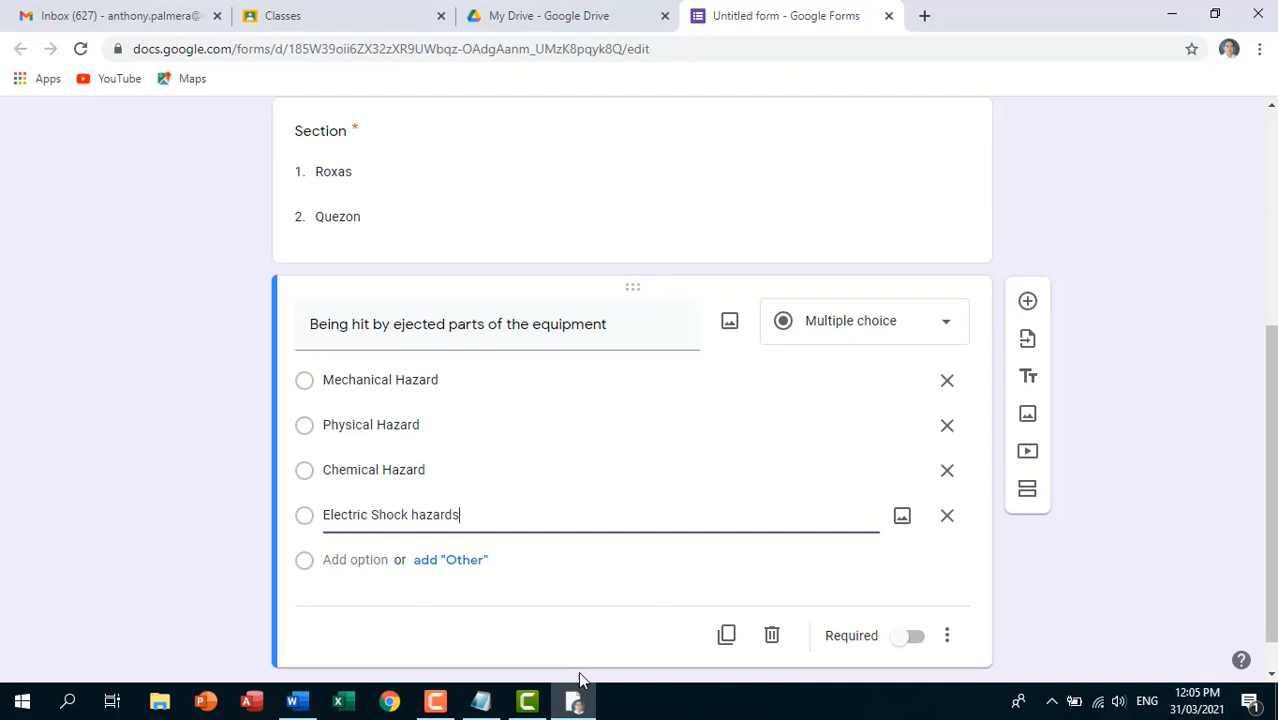 Inbox (627) - anthony.palmera@
Classes
My Drive - Google Drive
Untitled form - Google Forms
docs.google.com/forms/d/185W39oii6ZX32zXR9UWbqz-OAdgAanm_UMzK8pqyk8Q/edit
Apps
YouTube
Maps
Section *
1. Roxas
2. Quezon
Being hit by ejected parts of the equipment
Multiple choice
Mechanical Hazard
Physical Hazard
Chemical Hazard
Electric Shock hazards
Add option or add "Other"
Required
12:05 PM
ENG
31/03/2021